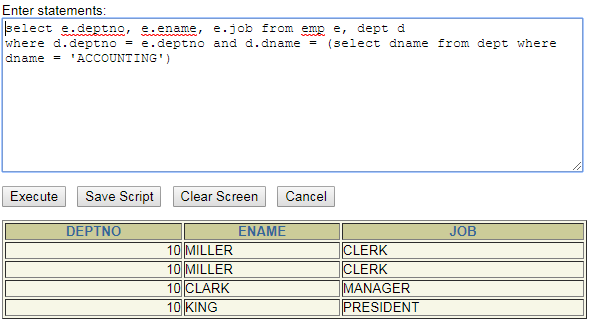 Enter statements:
select e.deptno, e.ename, e.job from emp e, dept d
where d.deptno = e.deptno and d.dname = (select dname from dept where
dname = 'ACCOUNTING')
Execute Save Script Clear Screen Cancel
DEPTNO ENAME JOB
10 MILLER CLERK
10 MILLER CLERK
10 CLARK MANAGER
10 KING PRESIDENT